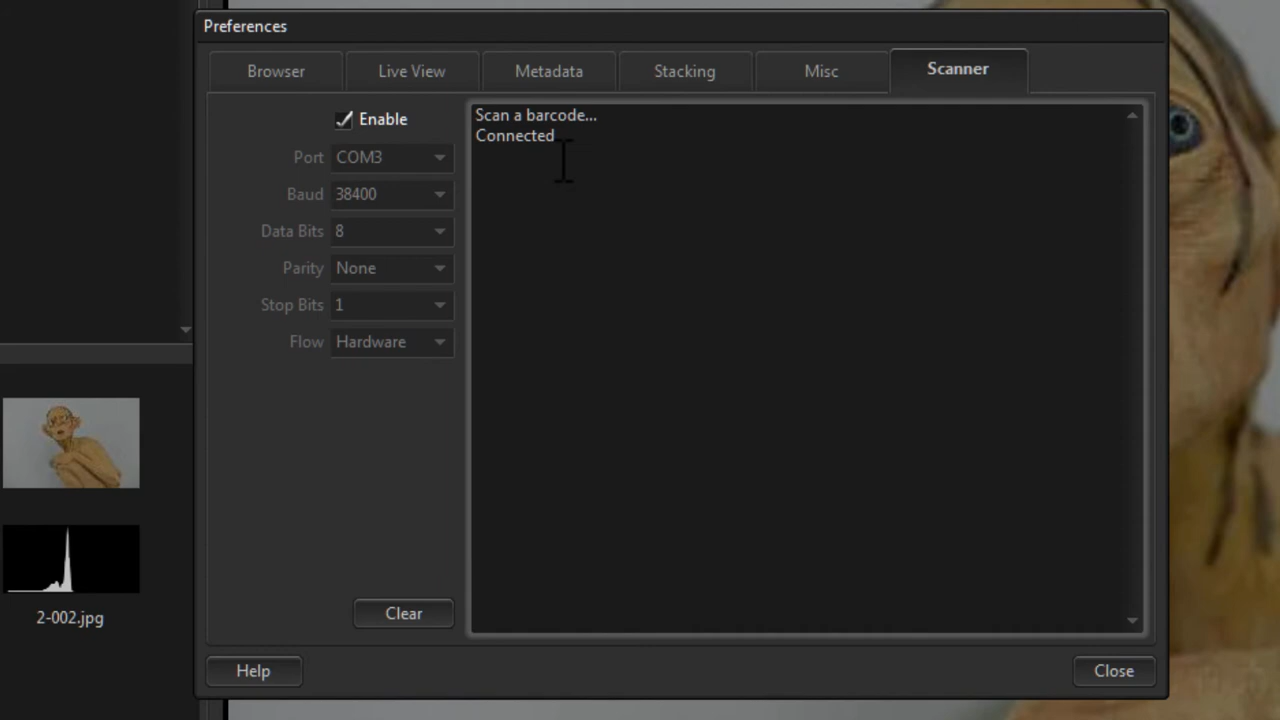 Preferences
Browser Live View Metadata Stacking Misc Scanner
Enable
Port COM3
Baud 38400
Data Bits 8
Parity None
Stop Bits 1
Flow Hardware
Scan a barcode...
Connected
Clear
2-002.jpg
Help Close